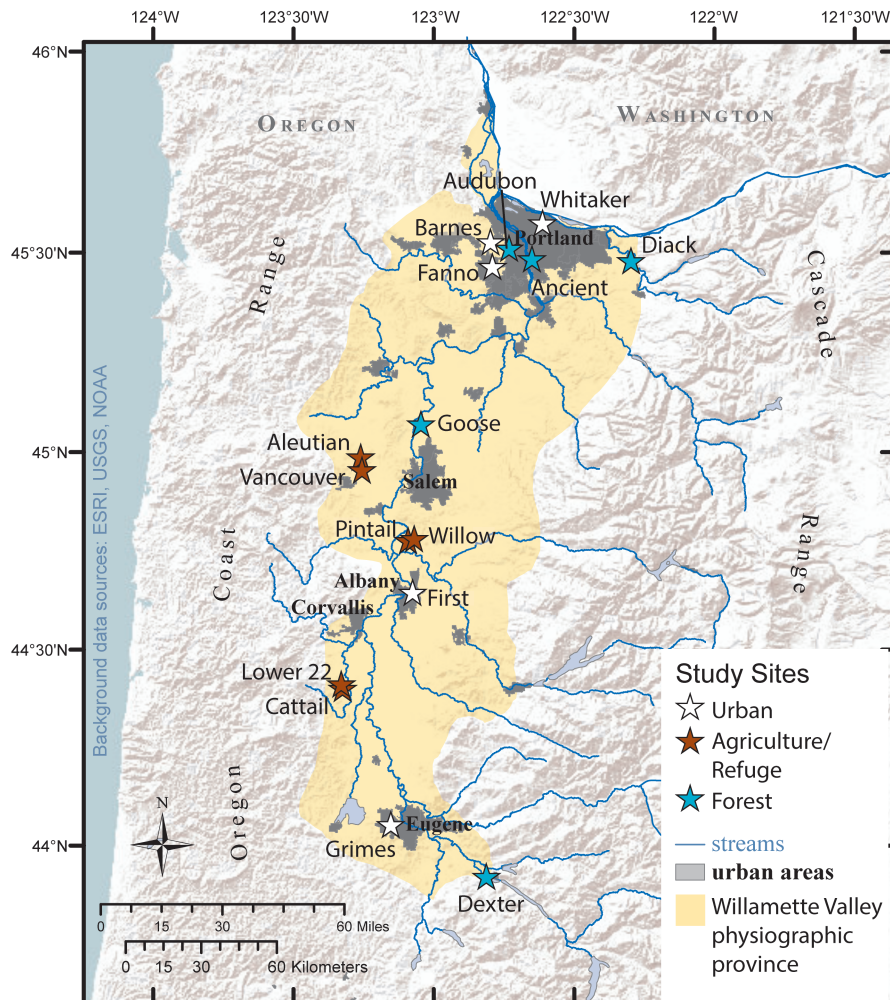 124°W
123°30'W
123°W
122°30'W
122°W
121°30'W
46°N
OREGON
WASHINGTON
Audubon
Whitaker
Barnes
Portland
Diack
45°30'N
Fanno
Ancient
Range
Cascade
Background data sources: ESRI, USGS, NOAA
Goose
Aleutian
45°N
Vancouver
Salem
Pintail
Willow
Coast
Range
Albany
First
Corvallis
44°30'N
Lower 22
Cattail
Study Sites
Urban
Agriculture/
Refuge
Forest
Oregon
N
Eugene
44°N
Grimes
streams
urban areas
Dexter
Willamette Valley
physiographic
province
0 15 30 60 Miles
0 15 30 60 Kilometers